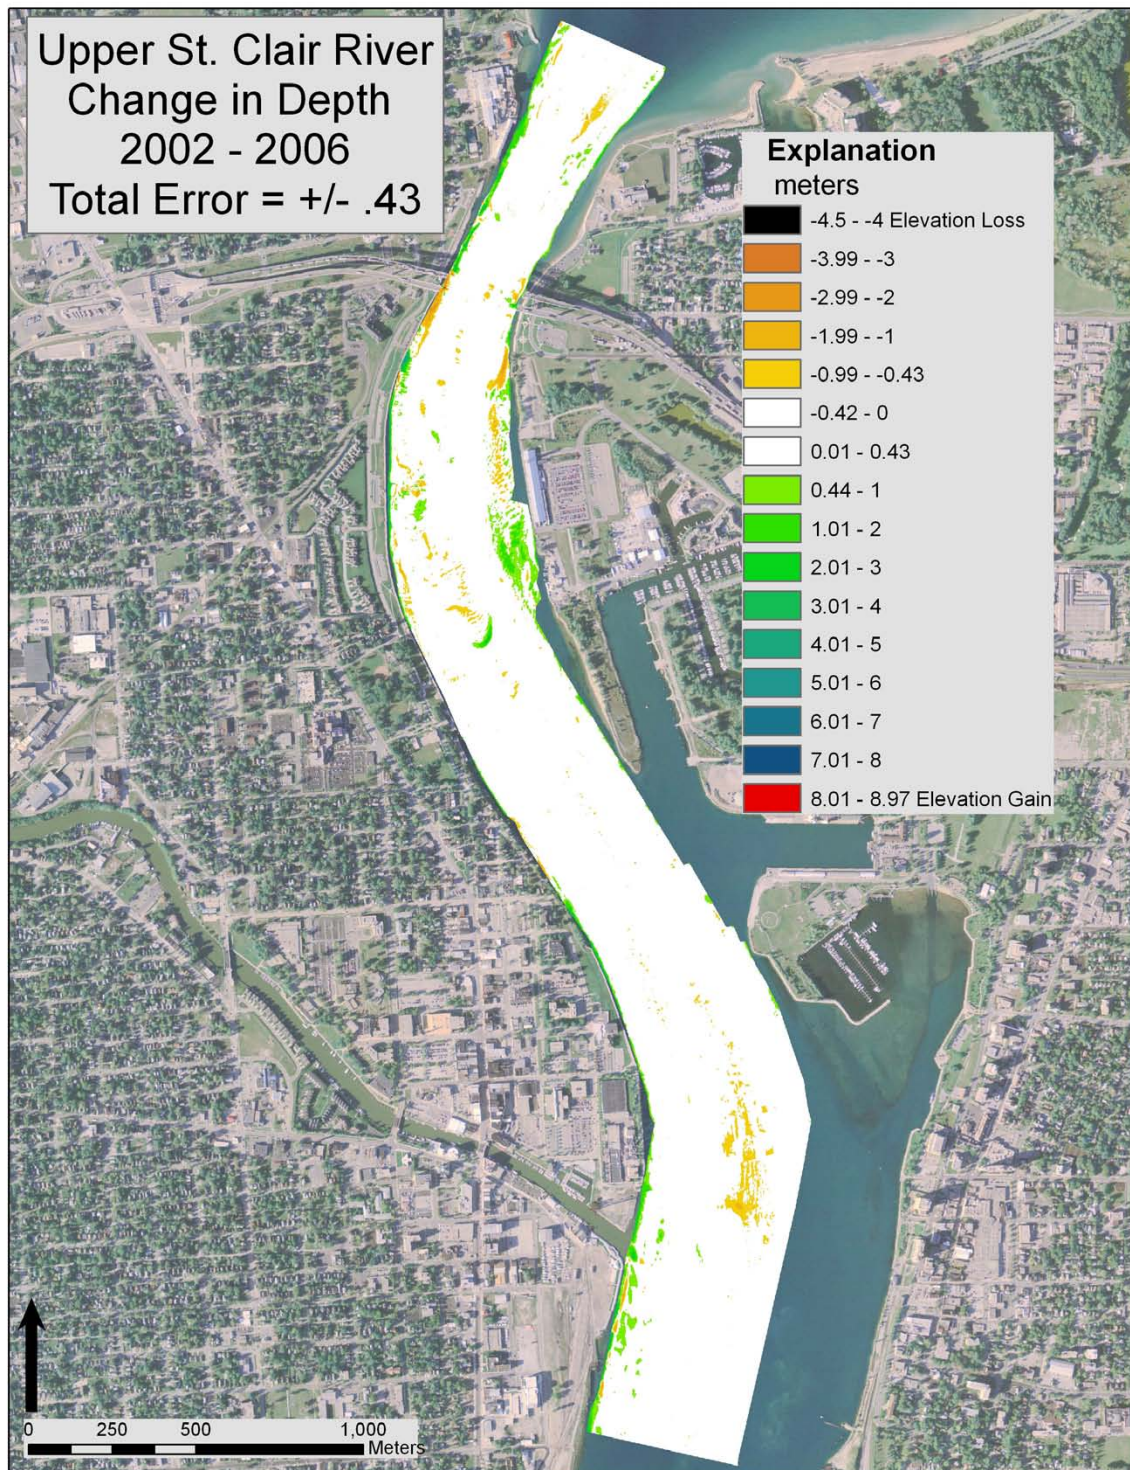 Upper St. Clair River
Change in Depth
2002 - 2006
Total Error = +/- .43
Explanation
meters
-4.5 - -4 Elevation Loss
-3.99 - -3
-2.99 - -2
-1.99 - -1
-0.99 - -0.43
-0.42 - 0
0.01 - 0.43
0.44 - 1
1.01 - 2
2.01 - 3
3.01 - 4
4.01 - 5
5.01 - 6
6.01 - 7
7.01 - 8
8.01 - 8.97 Elevation Gain
0 250 500 1,000
Meters